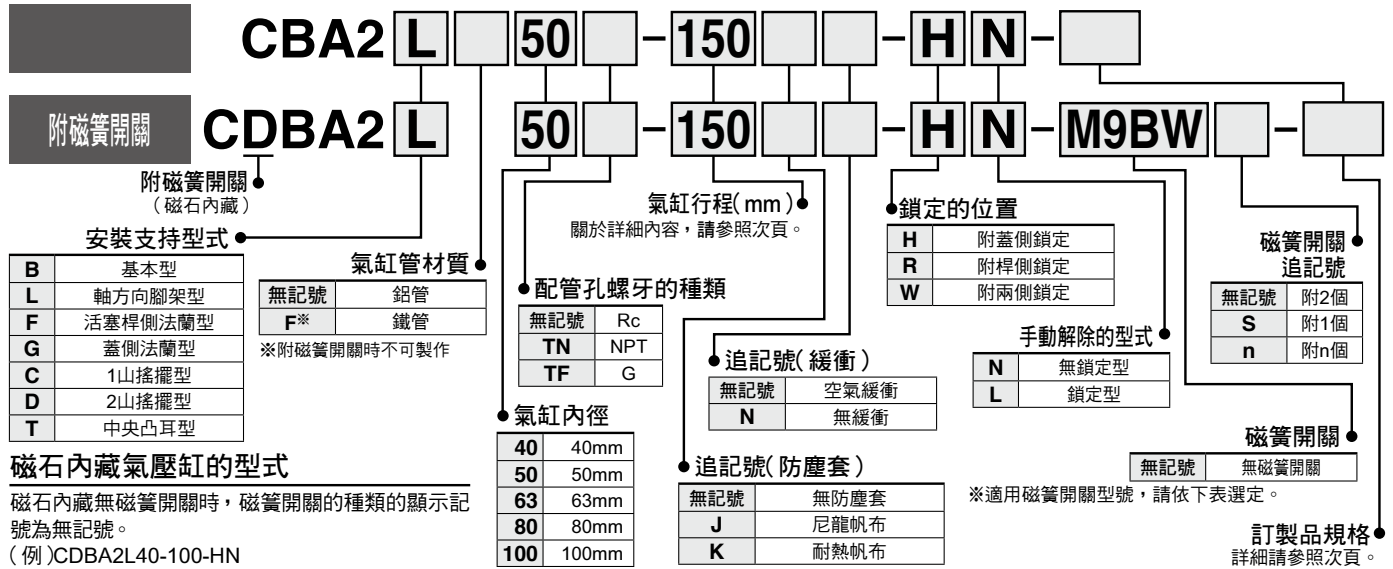 CBA2 L 50 -150 -H N-
附磁簧開關 CDBA2 L 50 -150 -H N-M9BW -
附磁簧開關
(磁石內藏)
安裝支持型式
B 基本型
L 軸方向腳架型
F 活塞桿側法蘭型
G 蓋側法蘭型
C 1山搖擺型
D 2山搖擺型
T 中央凸耳型
氣缸管材質
無記號 鋁管
F※ 鐵管
※附磁簧開關時不可製作
磁石內藏氣壓缸的型式
磁石內藏無磁簧開關時,磁簧開關的種類的顯示記
號為無記號。
(例)CDBA2L40-100-HN
配管孔螺牙的種類
無記號 Rc
TN NPT
TF G
氣缸內徑
40 40mm
50 50mm
63 63mm
80 80mm
100 100mm
氣缸行程(mm)
關於詳細內容,請參照次頁。
追記號(緩衝)
無記號 空氣緩衝
N 無緩衝
追記號(防塵套)
無記號 無防塵套
J 尼龍帆布
K 耐熱帆布
鎖定的位置
H 附蓋側鎖定
R 附桿側鎖定
W 附兩側鎖定
手動解除的型式
N 無鎖定型
L 鎖定型
磁簧開關
追記號
無記號 附2個
S 附1個
n 附n個
磁簧開關
無記號 無磁簧開關
※適用磁簧開關型號,請依下表選定。
訂製品規格
詳細請參照次頁。